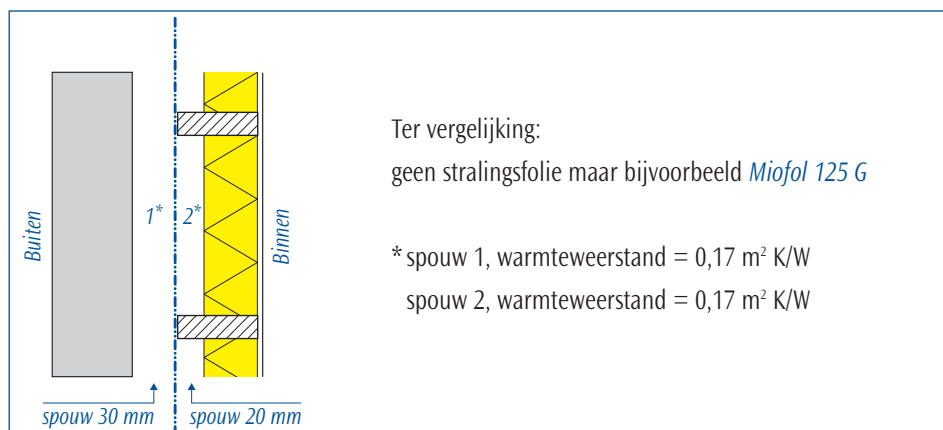 Buiten
1*
2*
Binnen
spouw 30 mm
spouw 20 mm
Ter vergelijking:
geen stralingsfolie maar bijvoorbeeld Miofol 125 G
* spouw 1, warmteweerstand = 0,17 m² K/W
spouw 2, warmteweerstand = 0,17 m² K/W